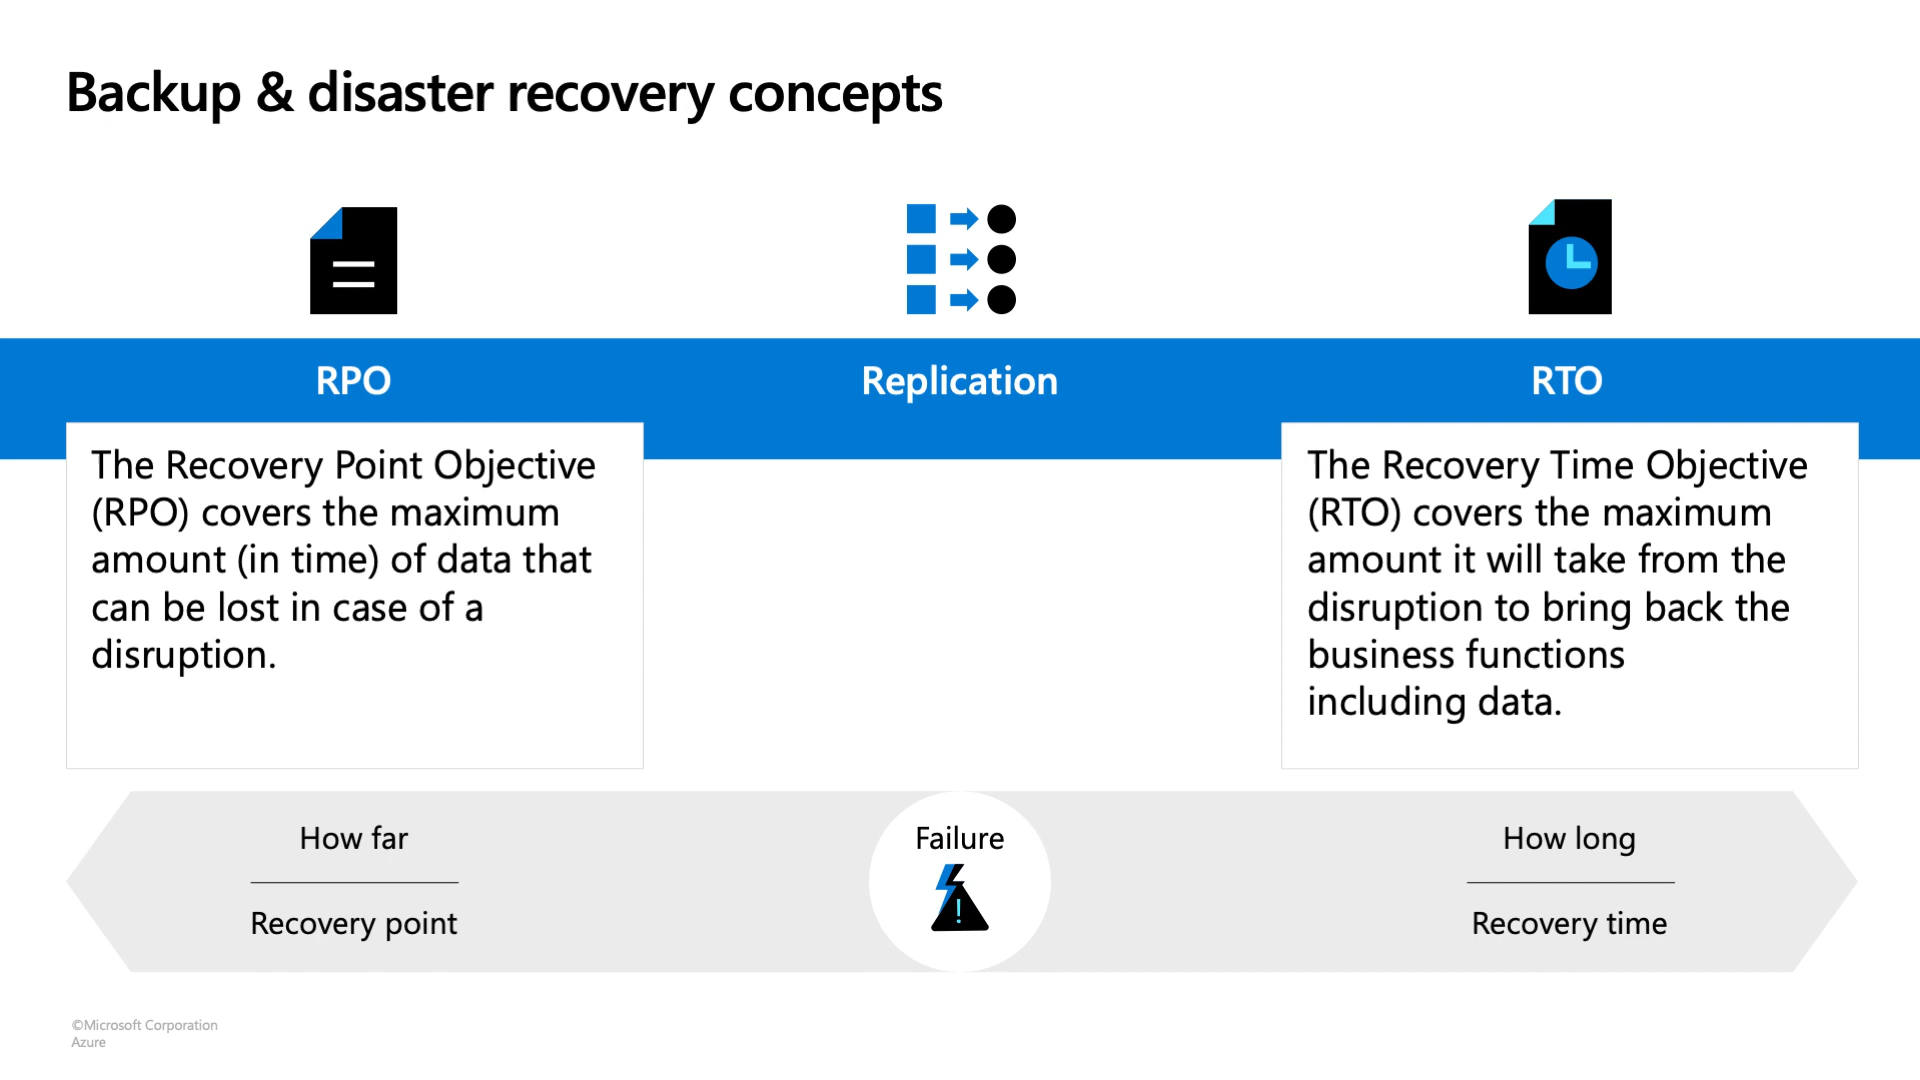 Backup & disaster recovery concepts
RPO
The Recovery Point Objective
(RPO) covers the maximum
amount (in time) of data that
can be lost in case of a
disruption.
Replication
RTO
The Recovery Time Objective
(RTO) covers the maximum
amount it will take from the
disruption to bring back the
business functions
including data.
How far
Recovery point
Failure
!
How long
Recovery time
©Microsoft Corporation
Azure